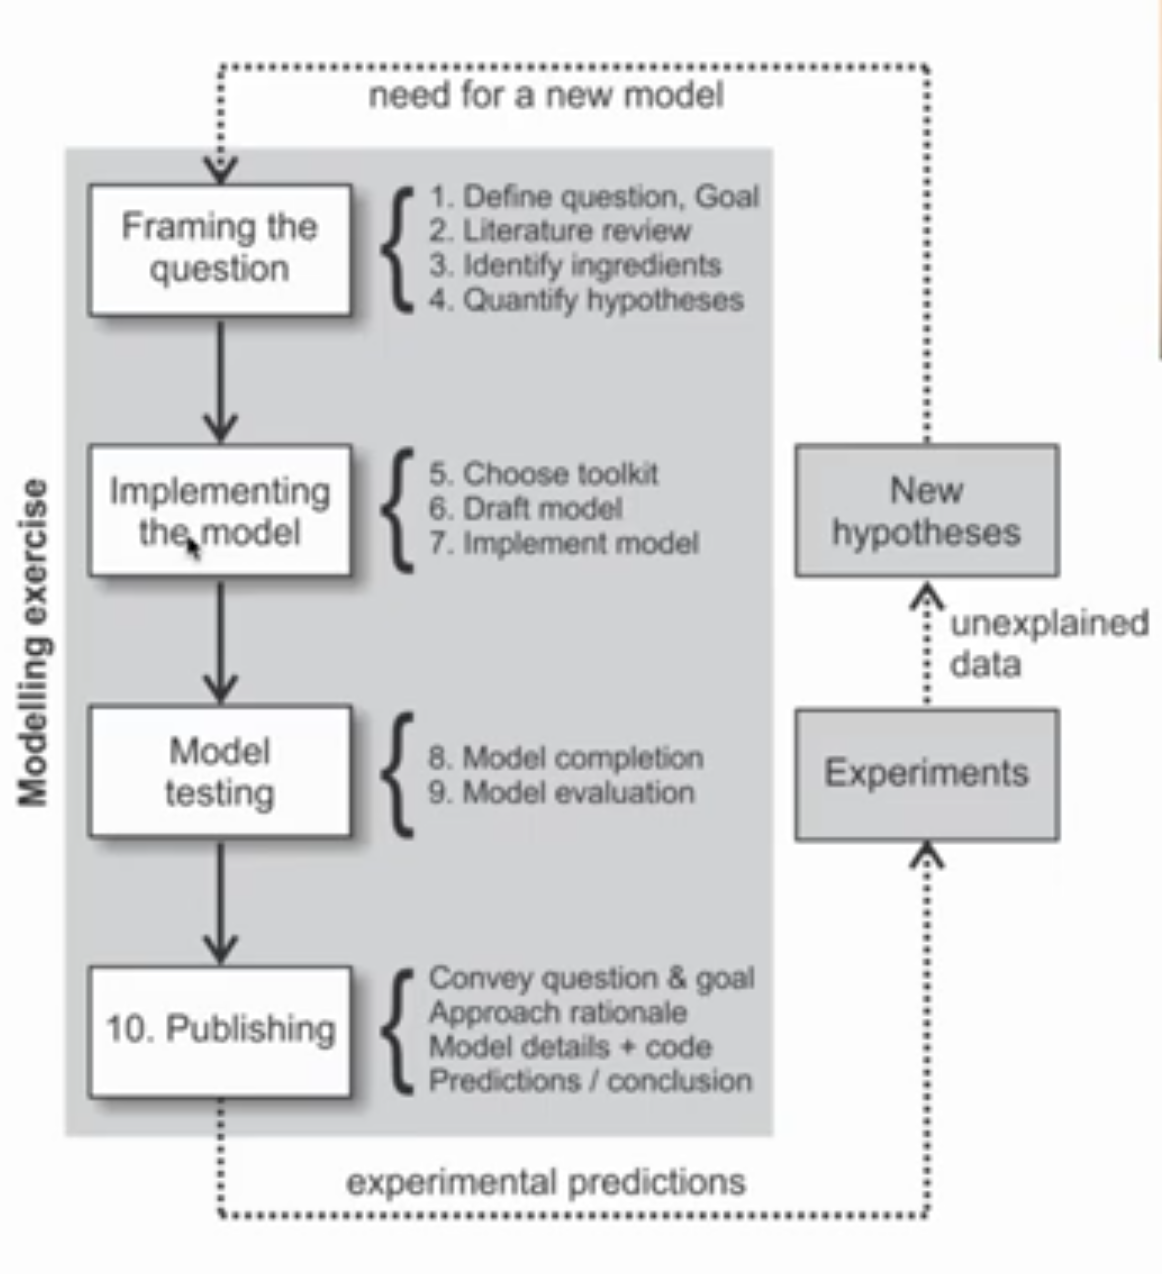 need for a new model
Framing the
question
1. Define question, Goal
2. Literature review
3. Identify ingredients
4. Quantify hypotheses
Modelling exercise
Implementing
the model
5. Choose toolkit
6. Draft model
7. Implement model
New
hypotheses
unexplained
data
Model
testing
8. Model completion
9. Model evaluation
Experiments
10. Publishing
Convey question & goal
Approach rationale
Model details + code
Predictions / conclusion
experimental predictions